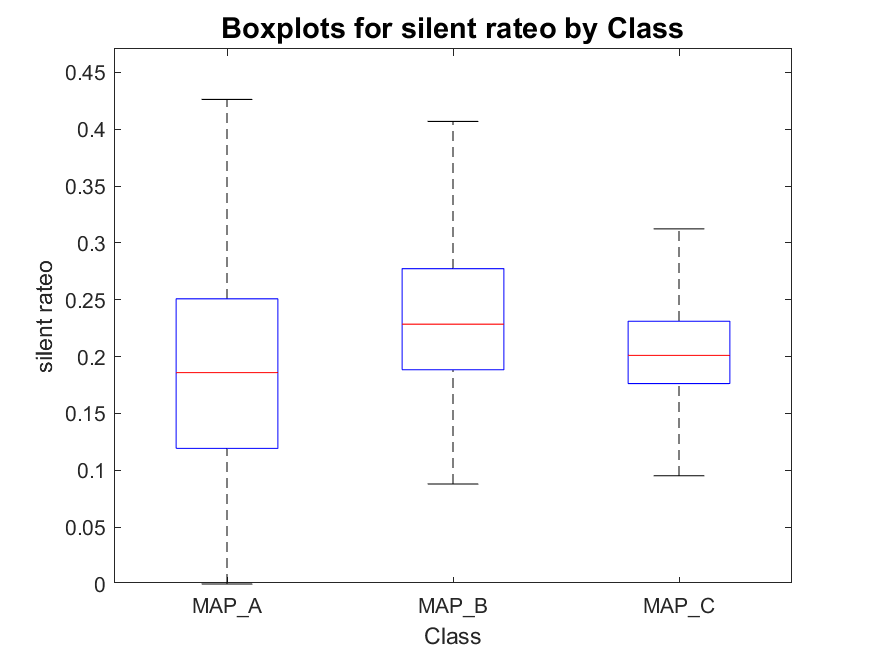 Boxplots for silent rateo by Class
0.45
0.4
0.35
0.3
0.25
0.2
0.15
0.1
0.05
0
silent rateo
MAP_A MAP_B MAP_C
Class